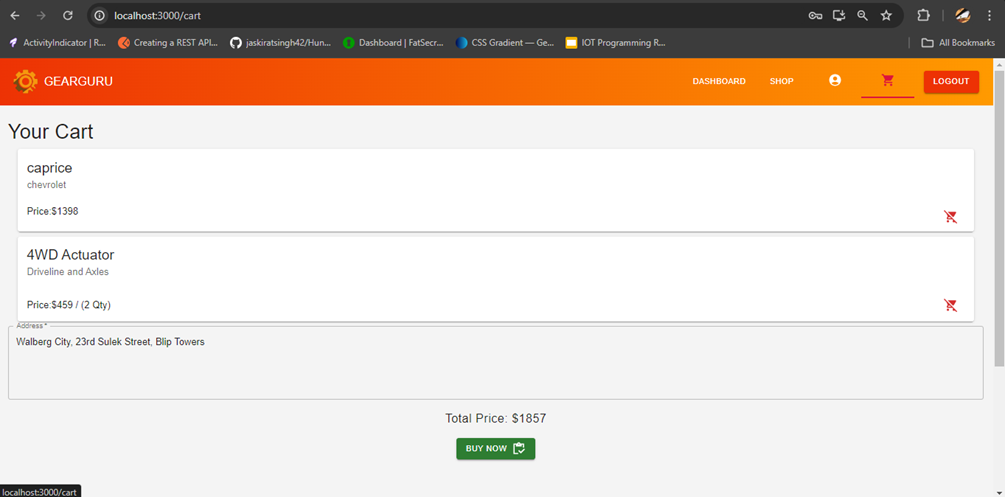 localhost:3000/cart
ActivityIndicator | R...
Creating a REST API...
jaskiratsingh42/Hun...
Dashboard | FatSecr...
CSS Gradient — Ge...
IOT Programming R...
All Bookmarks
GEARGURU
DASHBOARD
SHOP
LOGOUT
Your Cart
caprice
chevrolet
Price:$1398
4WD Actuator
Driveline and Axles
Price:$459 / (2 Qty)
Address *
Walberg City, 23rd Sulek Street, Blip Towers
Total Price: $1857
BUY NOW
localhost:3000/cart